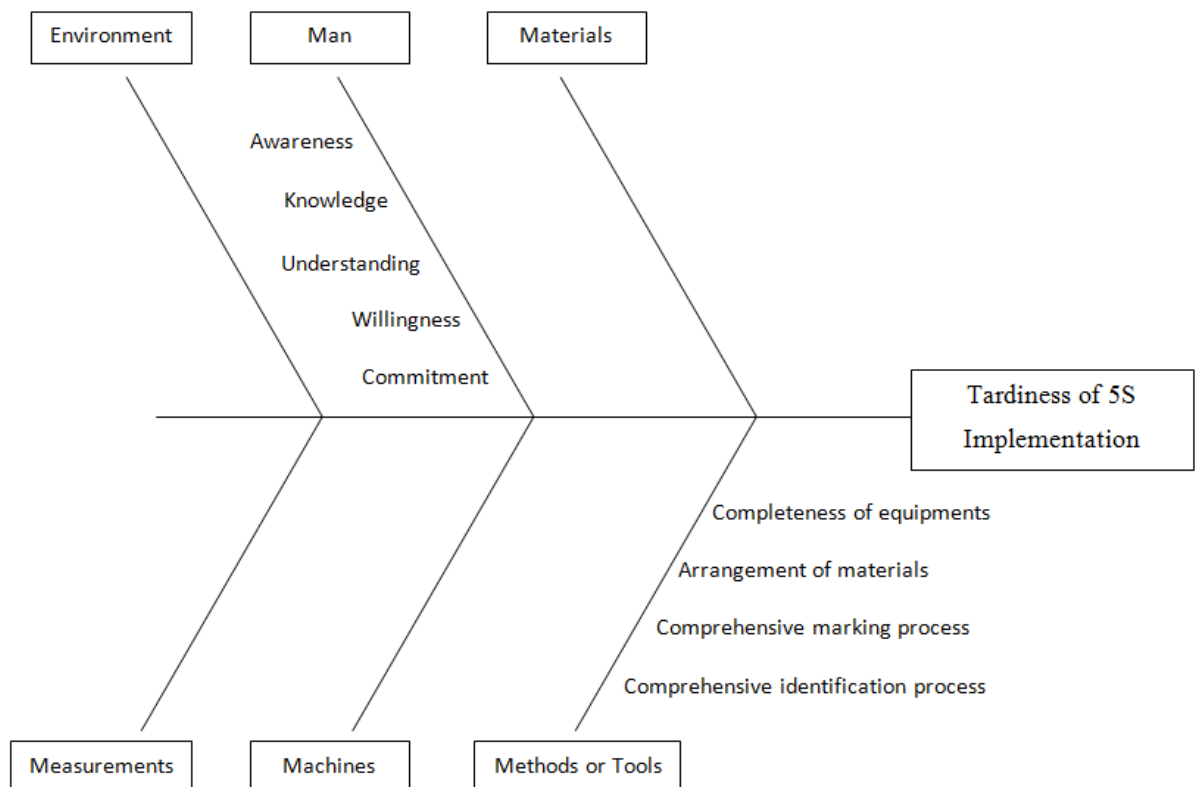 Environment
Man
Materials
Awareness
Knowledge
Understanding
Willingness
Commitment
Tardiness of 5S
Implementation
Completeness of equipments
Arrangement of materials
Comprehensive marking process
Comprehensive identification process
Measurements
Machines
Methods or Tools